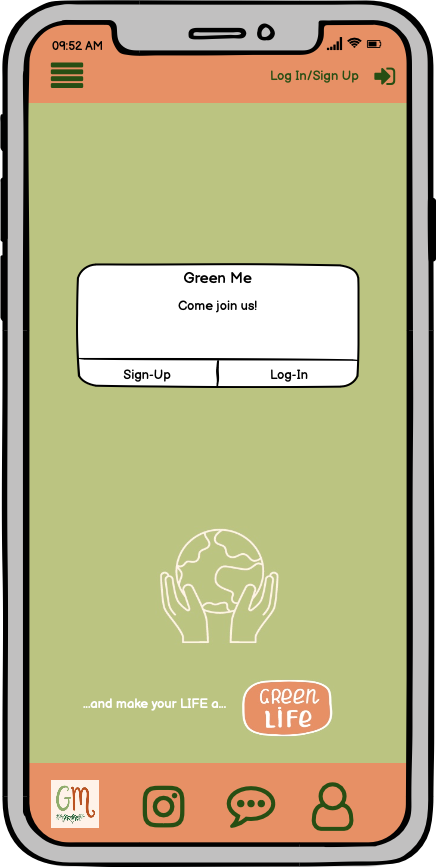 09:52 AM
Log In/Sign Up
Green Me
Come join us!
Sign-Up
Log-In
...and make your LIFE a...
GReen
LiFe
GM